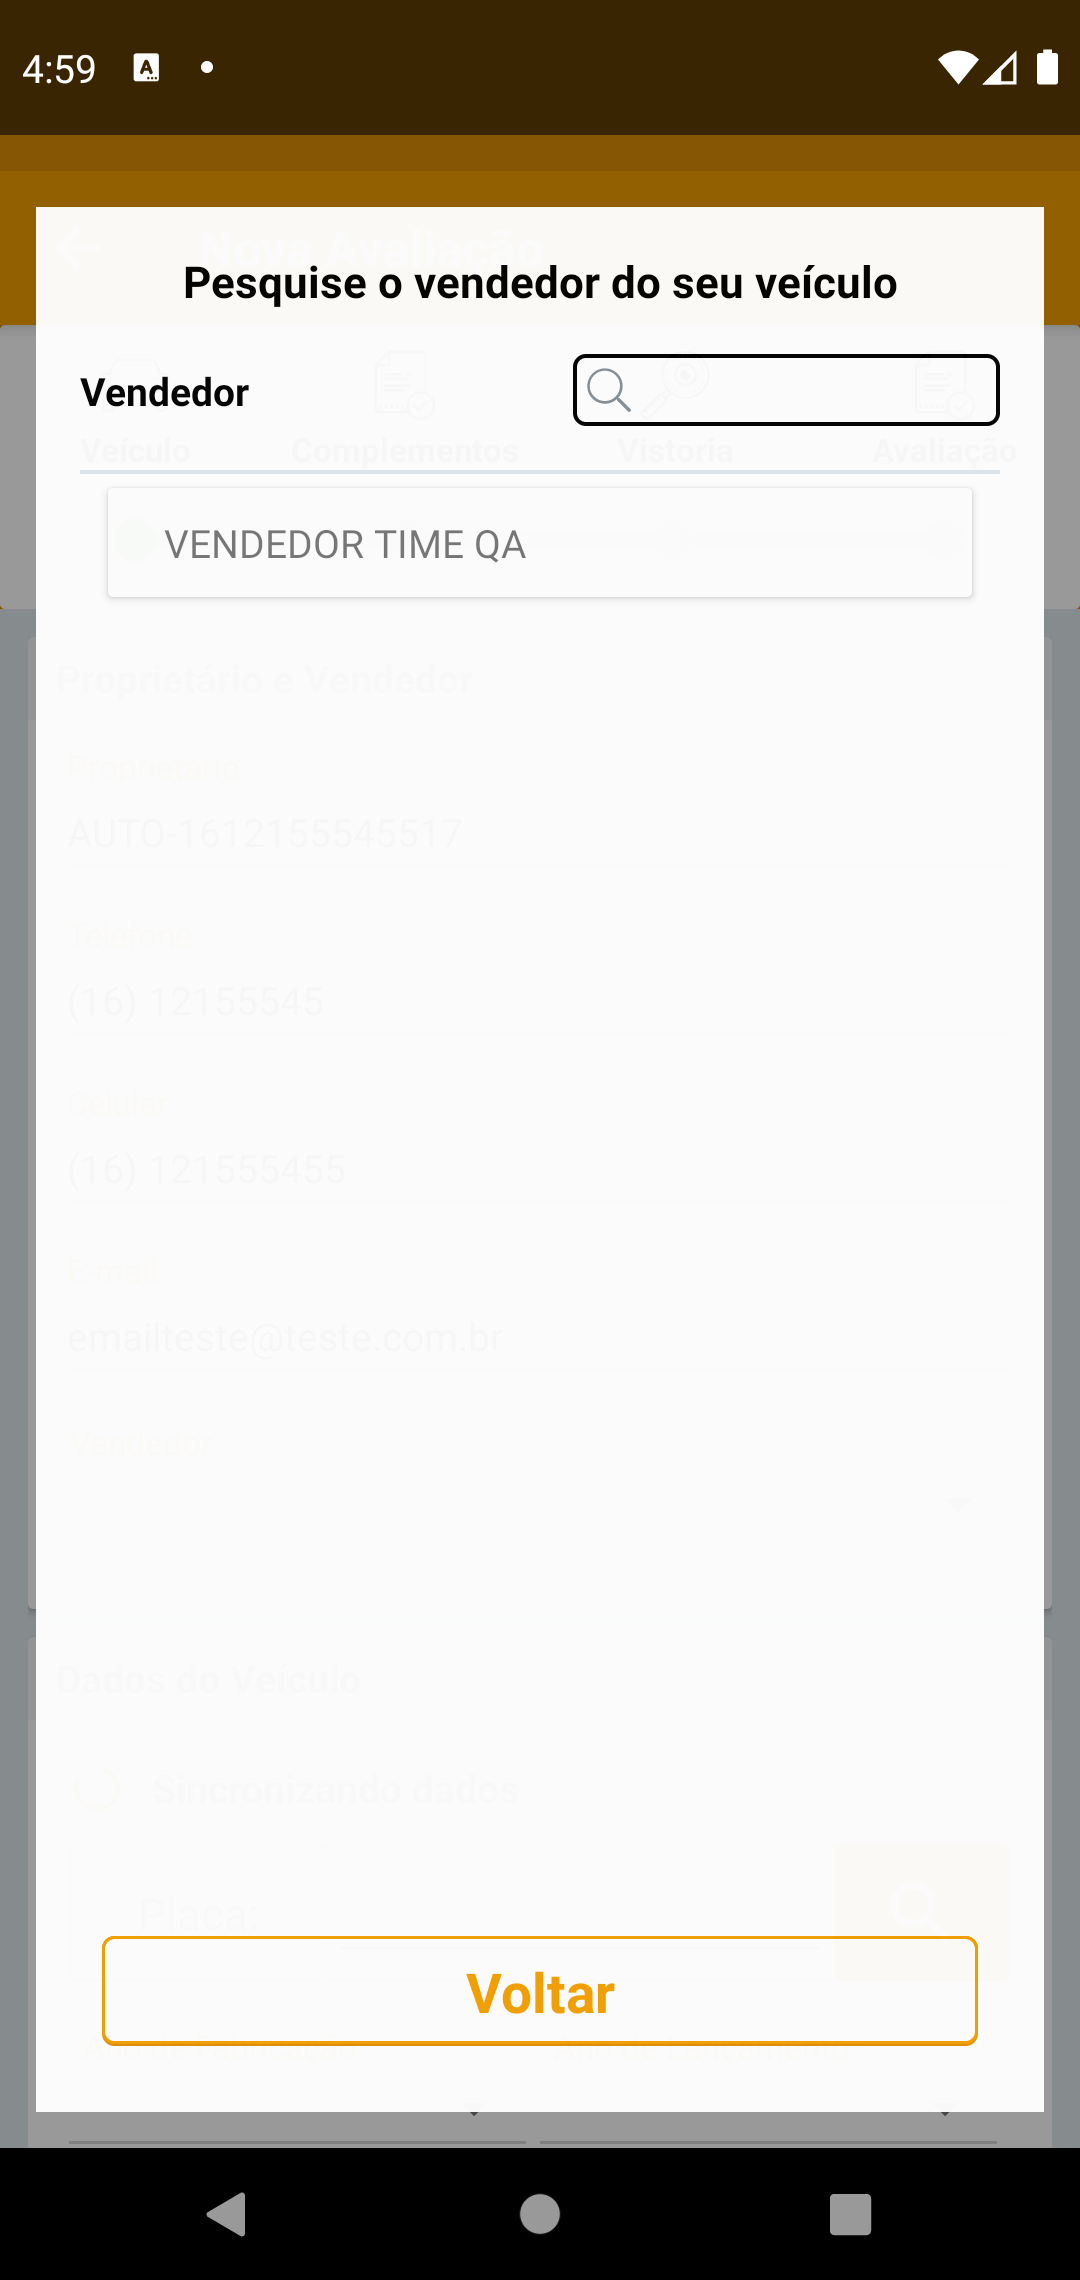 4:59
Nova Avaliação
Pesquise o vendedor do seu veículo
Vendedor
Veículo Complementos Vistoria Avaliação
VENDEDOR TIME QA
Proprietário e Vendedor
Proprietário
AUTO-1612155545517
Telefone
(16) 12155545
Celular
(16) 121555455
E-mail
emailteste@teste.com.br
Vendedor
Dados do Veículo
Sincronizando dados
Placa:
Voltar